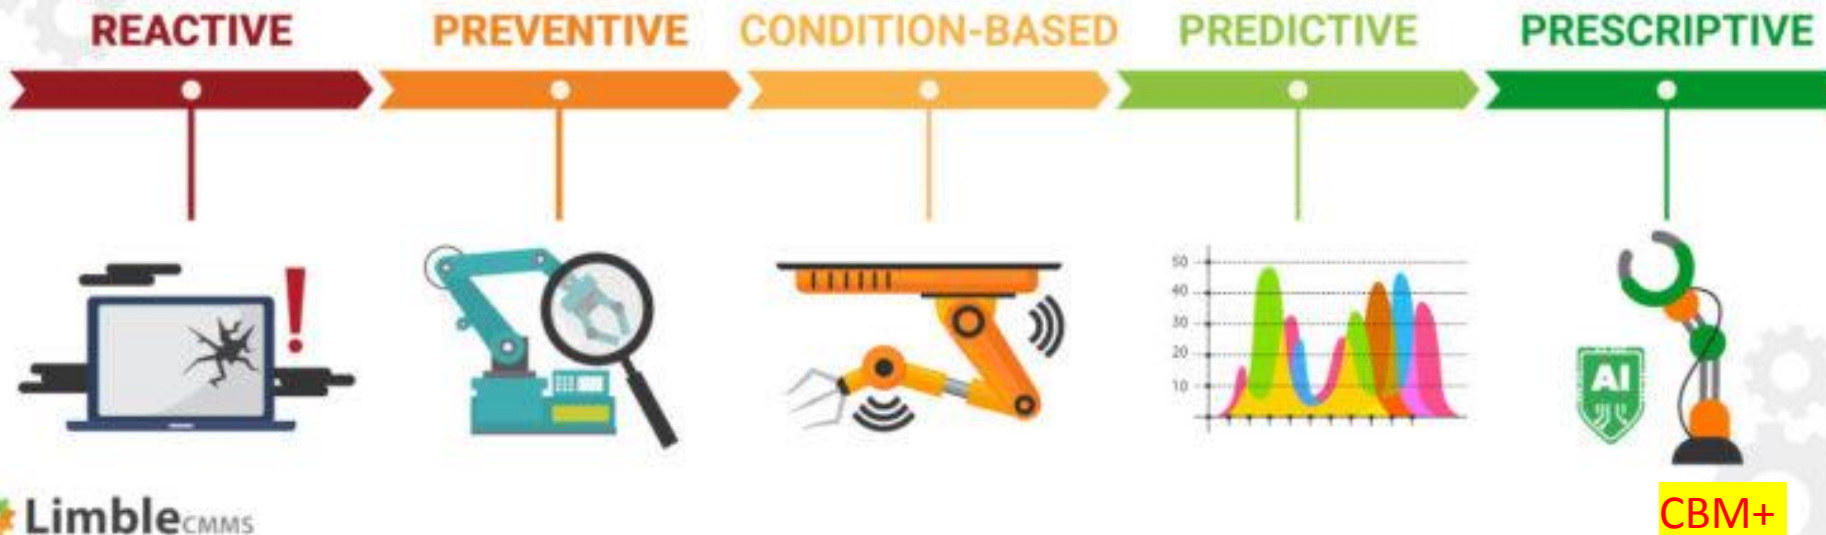 REACTIVE PREVENTIVE CONDITION-BASED PREDICTIVE PRESCRIPTIVE
50
40
30
20
10
AI
Limble CMMS
CBM+